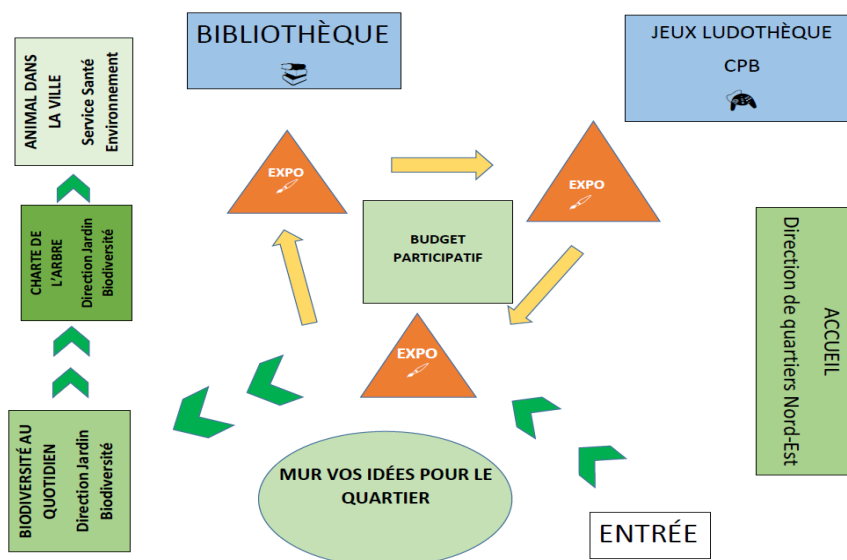 BIBLIOTHÈQUE
JEUX LUDOTHÈQUE
CPB
ANIMAL DANS
LA VILLE
Service Santé
Environnement
EXPO
EXPO
CHARTE DE
L'ARBRE
Direction Jardin
Biodiversité
BUDGET
PARTICIPATIF
ACCUEIL
Direction de quartiers Nord-Est
EXPO
BIODIVERSITÉ AU
QUOTIDIEN
Direction Jardin
Biodiversité
MUR VOS IDÉES POUR LE
QUARTIER
ENTRÉE